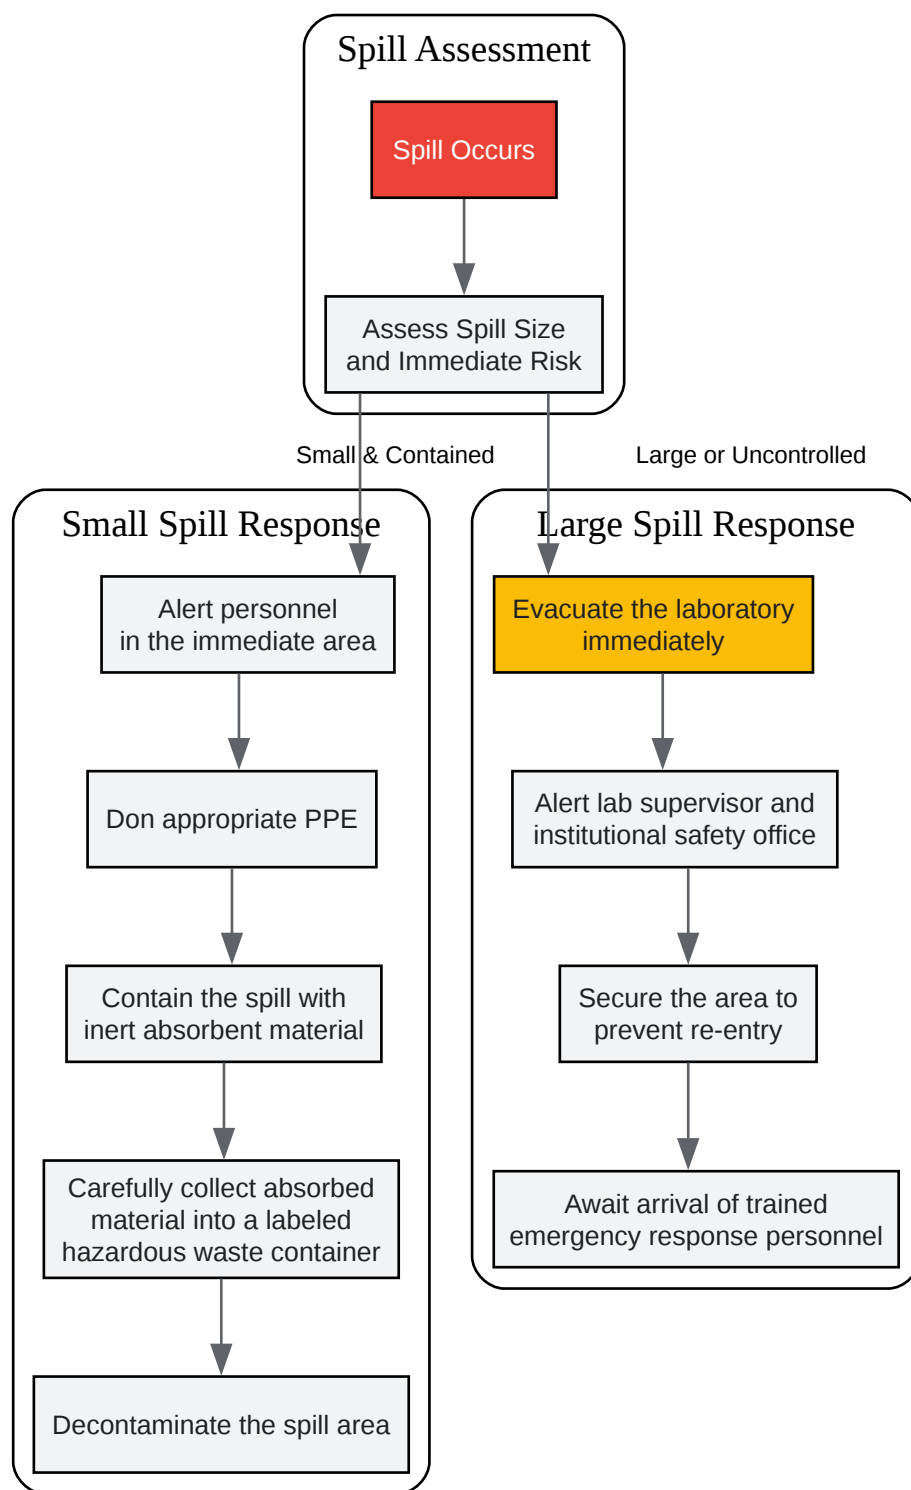 Spill Assessment
Spill Occurs
Assess Spill Size
and Immediate Risk
Small & Contained
Large or Uncontrolled
Small Spill Response
Alert personnel
in the immediate area
Don appropriate PPE
Contain the spill with
inert absorbent material
Carefully collect absorbed
material into a labeled
hazardous waste container
Decontaminate the spill area
Large Spill Response
Evacuate the laboratory
immediately
Alert lab supervisor and
institutional safety office
Secure the area to
prevent re-entry
Await arrival of trained
emergency response personnel